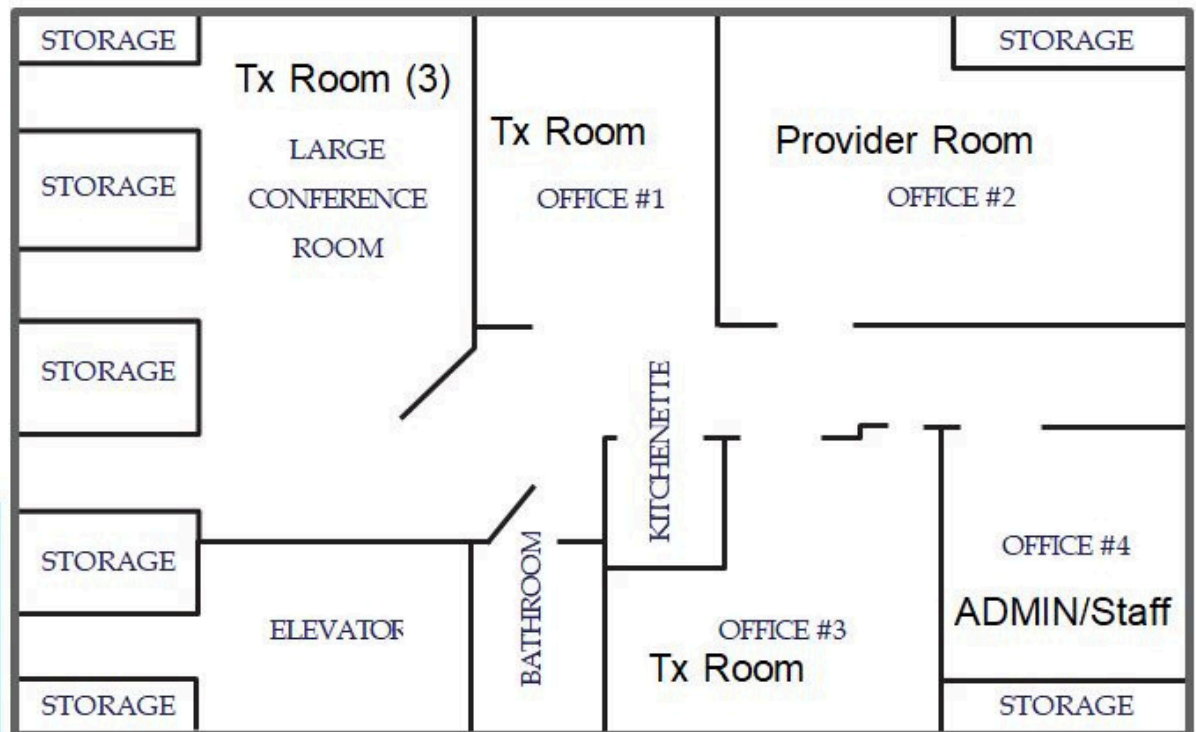 STORAGE
Tx Room (3)
LARGE
CONFERENCE
ROOM
Tx Room
OFFICE #1
STORAGE
Provider Room
OFFICE #2
STORAGE
STORAGE
KITCHENETTE
STORAGE
ELEVATOR
BATHROOM
OFFICE #3
Tx Room
OFFICE #4
ADMIN/Staff
STORAGE
STORAGE